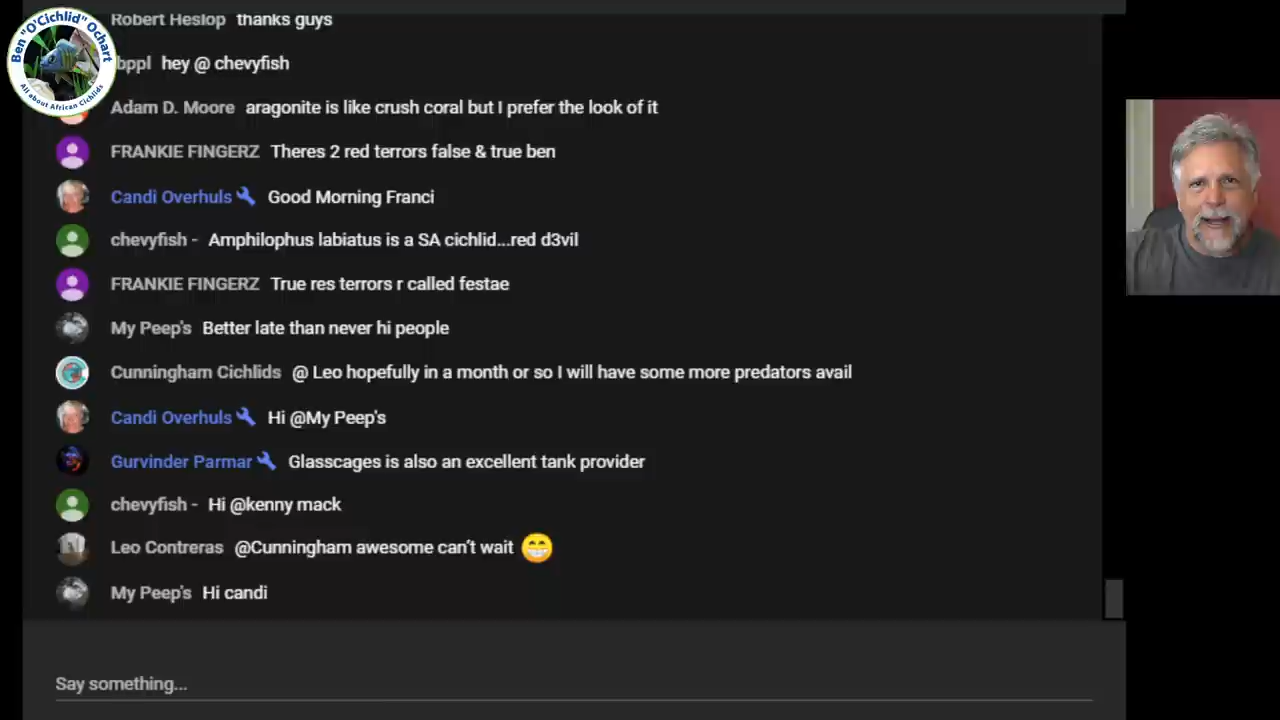 Ben "O'Cichlid" Ochart
All about African Cichlids
Robert Heslop thanks guys
bppl hey @ chevyfish
Adam D. Moore aragonite is like crush coral but I prefer the look of it
FRANKIE FINGERZ Theres 2 red terrors false & true ben
Candi Overhuls Good Morning Franci
chevyfish - Amphilophus labiatus is a SA cichlid...red d3vil
FRANKIE FINGERZ True res terrors r called festae
My Peep's Better late than never hi people
Cunningham Cichlids @ Leo hopefully in a month or so I will have some more predators avail
Candi Overhuls Hi @My Peep's
Gurvinder Parmar Glasscages is also an excellent tank provider
chevyfish - Hi @kenny mack
Leo Contreras @Cunningham awesome can't wait 😁
My Peep's Hi candi
Say something...